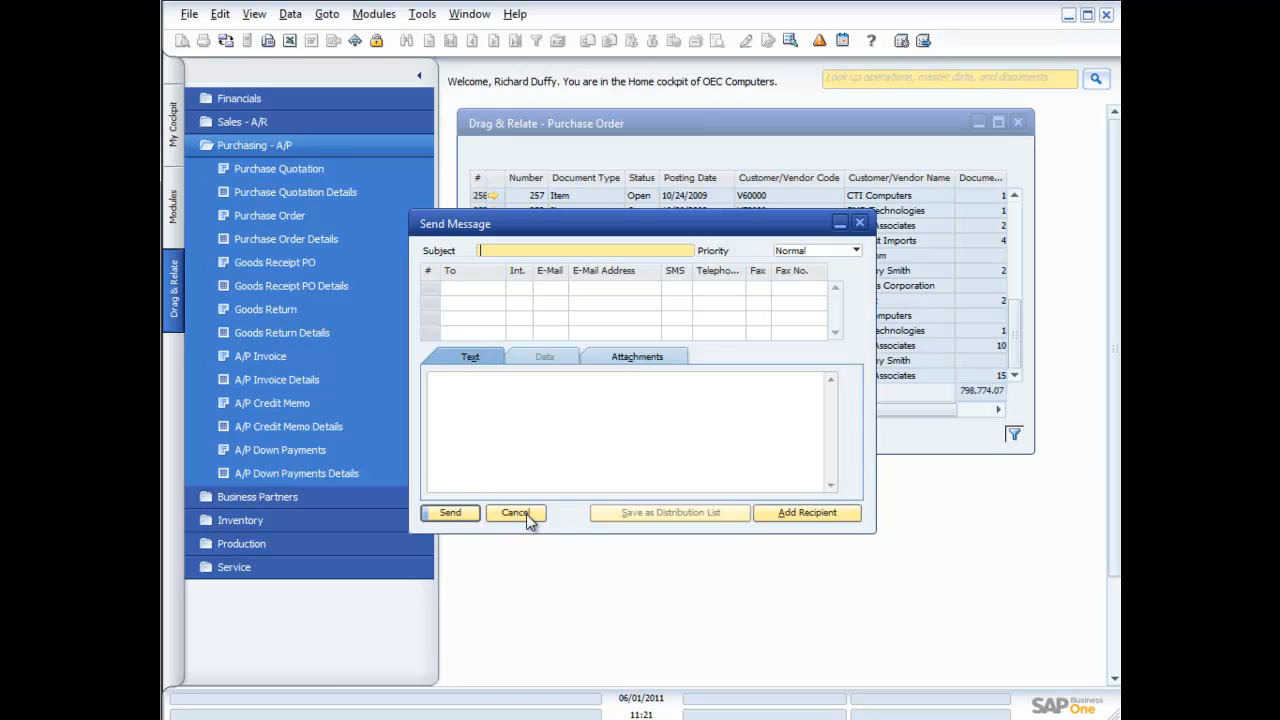 File Edit View Data Goto Modules Tools Window Help
Welcome, Richard Duffy. You are in the Home cockpit of OEC Computers.
Look up operations, master data, and documents
My Cockpit
Modules
Drag & Relate
Financials
Sales - A/R
Purchasing - A/P
Purchase Quotation
Purchase Quotation Details
Purchase Order
Purchase Order Details
Goods Receipt PO
Goods Receipt PO Details
Goods Return
Goods Return Details
A/P Invoice
A/P Invoice Details
A/P Credit Memo
A/P Credit Memo Details
A/P Down Payments
A/P Down Payments Details
Business Partners
Inventory
Production
Service
Drag & Relate - Purchase Order
# Number Document Type Status Posting Date Customer/Vendor Code Customer/Vendor Name Docume...
256 257 Item Open 10/24/2009 V60000 CTI Computers 1
Technologies 1
Associates 2
t Imports 4
om
ny Smith 2
s Corporation
2
mputers
echnologies 1
Associates 10
ny Smith
Associates 15
798,774.07
Send Message
Subject Priority Normal
# To Int. E-Mail E-Mail Address SMS Telepho... Fax Fax No.
Text Data Attachments
Send Cancel Save as Distribution List Add Recipient
06/01/2011
11:21
SAP Business One